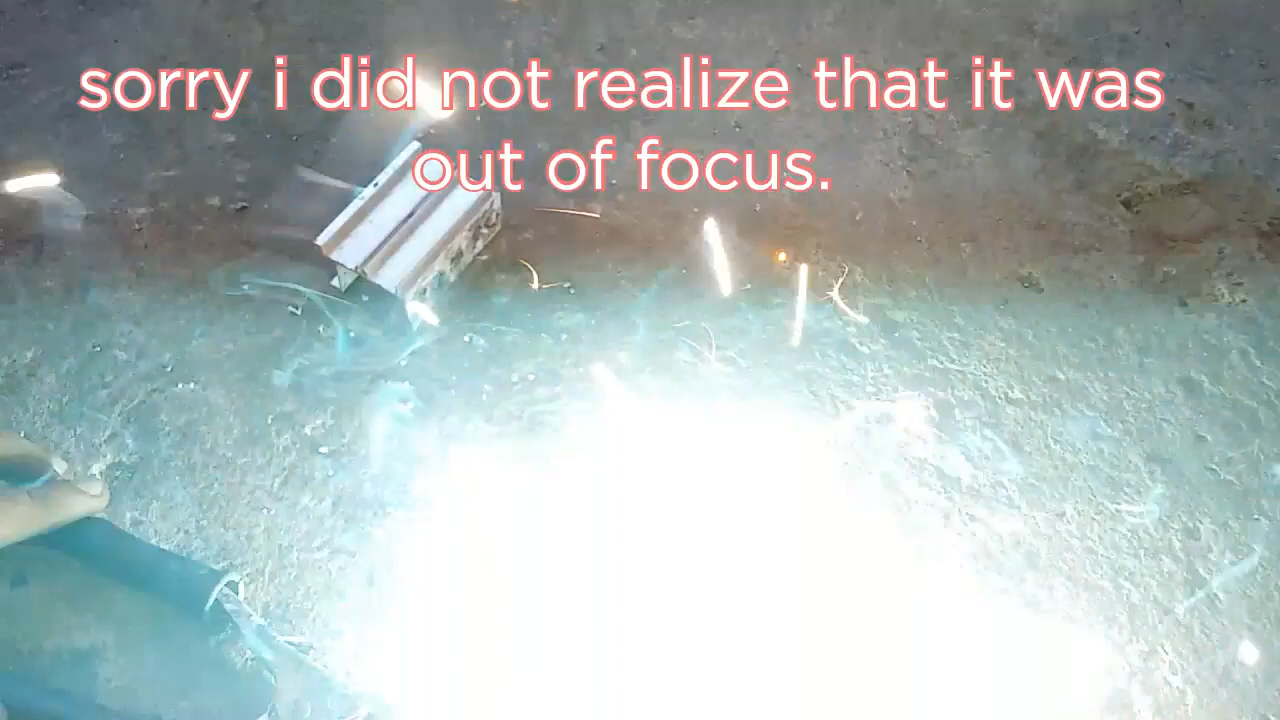 sorry i did not realize that it was
out of focus.